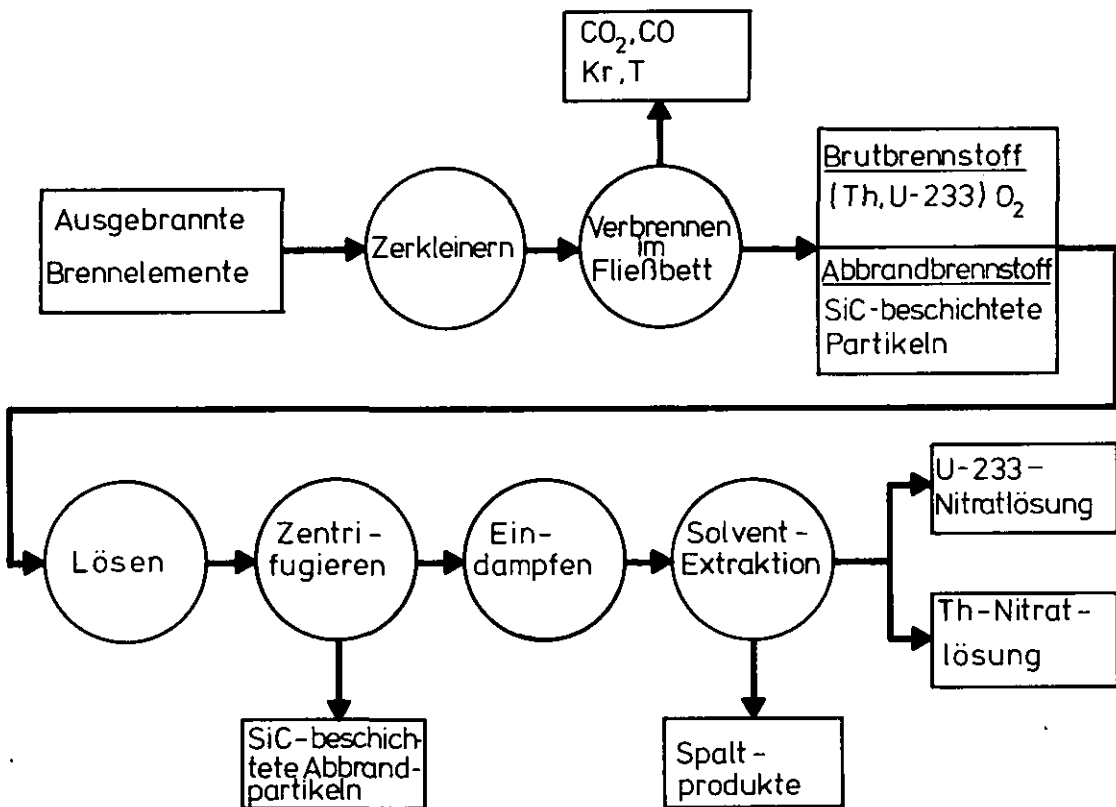 CO2, CO
Kr, T
Ausgebrannte
Brennelemente
Zerkleinern
Verbrennen
im
Fließbett
Brutbrennstoff
(Th, U-233) O2
Abbrandbrennstoff
SiC-beschichtete
Partikeln
Lösen
Zentri-
fugieren
Ein-
dampfen
Solvent-
Extraktion
U-233-
Nitratlösung
Th-Nitrat-
lösung
SiC-beschich-
tete Abbrand-
partikeln
Spalt-
produkte